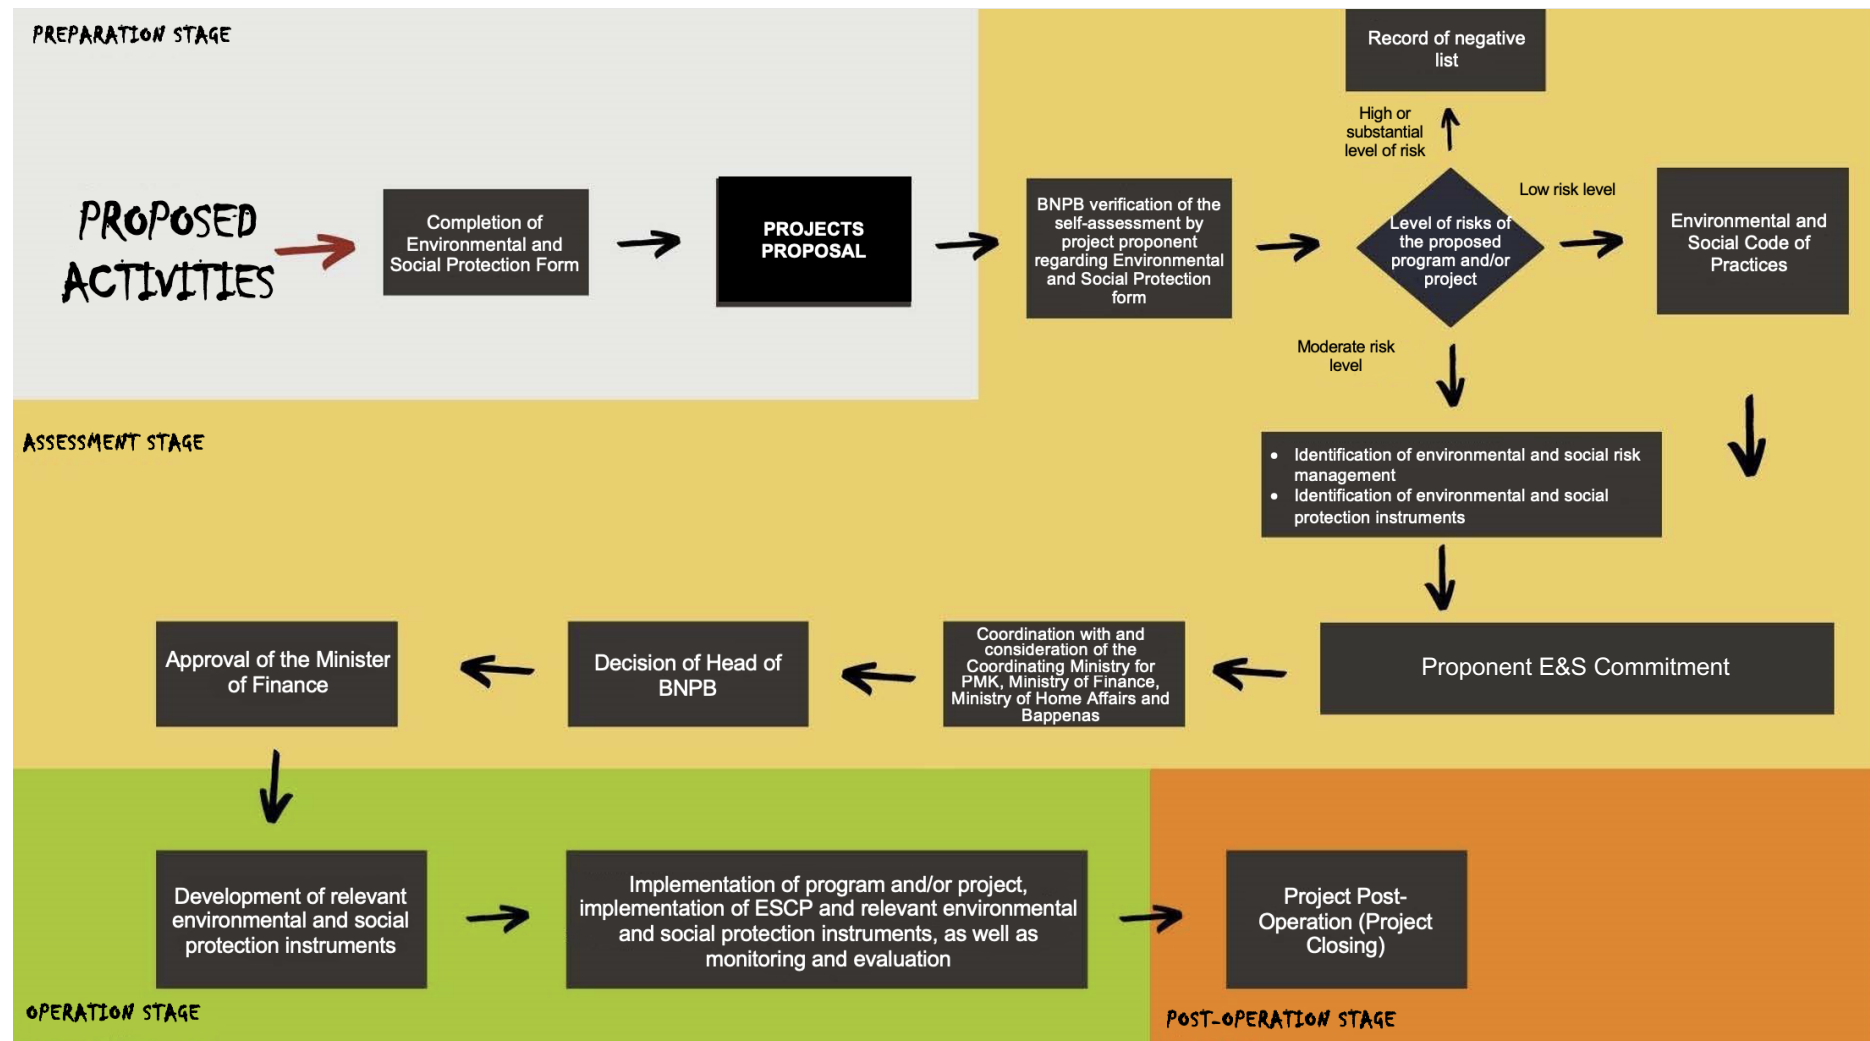 PREPARATION STAGE
PROPOSED
ACTIVITIES
Completion of
Environmental and
Social Protection Form
PROJECTS
PROPOSAL
BNPB verification of the
self-assessment by
project proponent
regarding Environmental
and Social Protection
form
Record of negative
list
High or
substantial
level of risk
Level of risks of
the proposed
program and/or
project
Low risk level
Environmental and
Social Code of
Practices
Moderate risk
level
ASSESSMENT STAGE
• Identification of environmental and social risk
management
• Identification of environmental and social
protection instruments
Proponent E&S Commitment
Coordination with and
consideration of the
Coordinating Ministry for
PMK, Ministry of Finance,
Ministry of Home Affairs and
Bappenas
Decision of Head of
BNPB
Approval of the Minister
of Finance
Development of relevant
environmental and social
protection instruments
Implementation of program and/or project,
implementation of ESCP and relevant environmental
and social protection instruments, as well as
monitoring and evaluation
OPERATION STAGE
Project Post-
Operation (Project
Closing)
POST-OPERATION STAGE